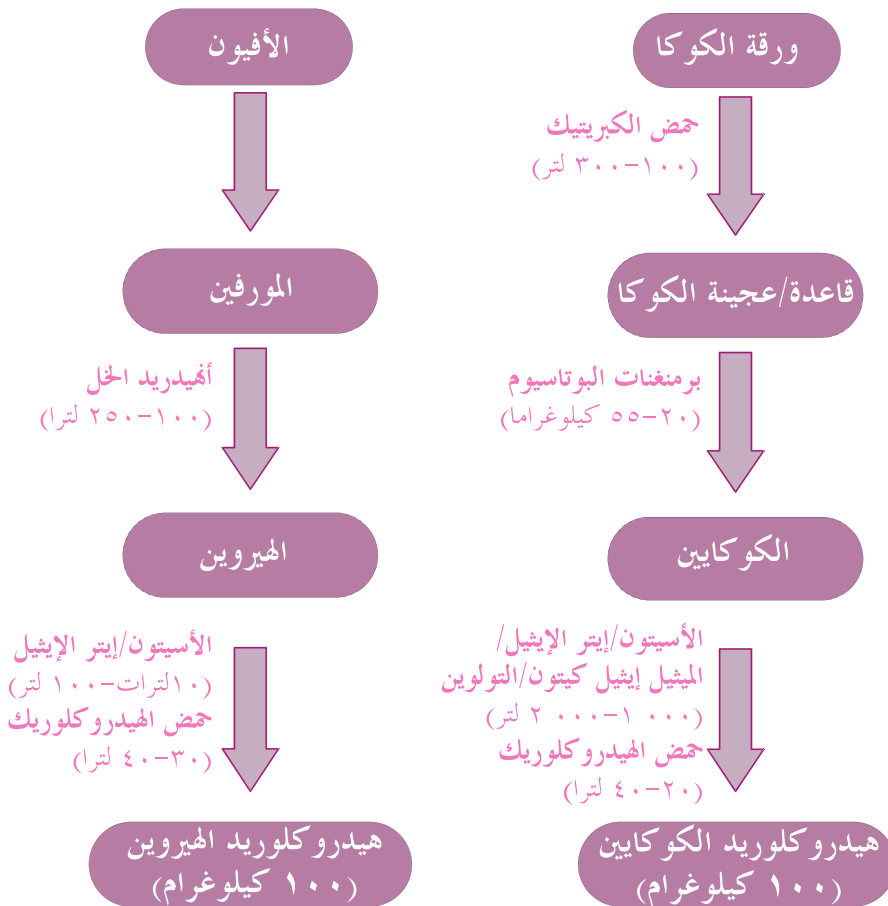 ورقة الكوكا
حمض الكبريتيك
(١٠٠–٣٠٠ لتر)
قاعدة/عجينة الكوكا
برمنغنات البوتاسيوم
(٢٠–٥٥ كيلوغراما)
الكوكايين
الأسيتون/إيتر الإيثيل/
الميثيل إيثيل كيتون/التولوين
(١ ٠٠٠–٢ ٠٠٠ لتر)
حمض الهيدروكلوريك
(٢٠–٤٠ لترا)
هيدروكلوريد الكوكايين
(١٠٠ كيلوغرام)
الأفيون
المورفين
أنهيدريد الخل
(١٠٠–٢٥٠ لترا)
الهيروين
الأسيتون/إيتر الإيثيل
(١٠لترات–١٠٠ لتر)
حمض الهيدروكلوريك
(٣٠–٤٠ لترا)
هيدروكلوريد الهيروين
(١٠٠ كيلوغرام)